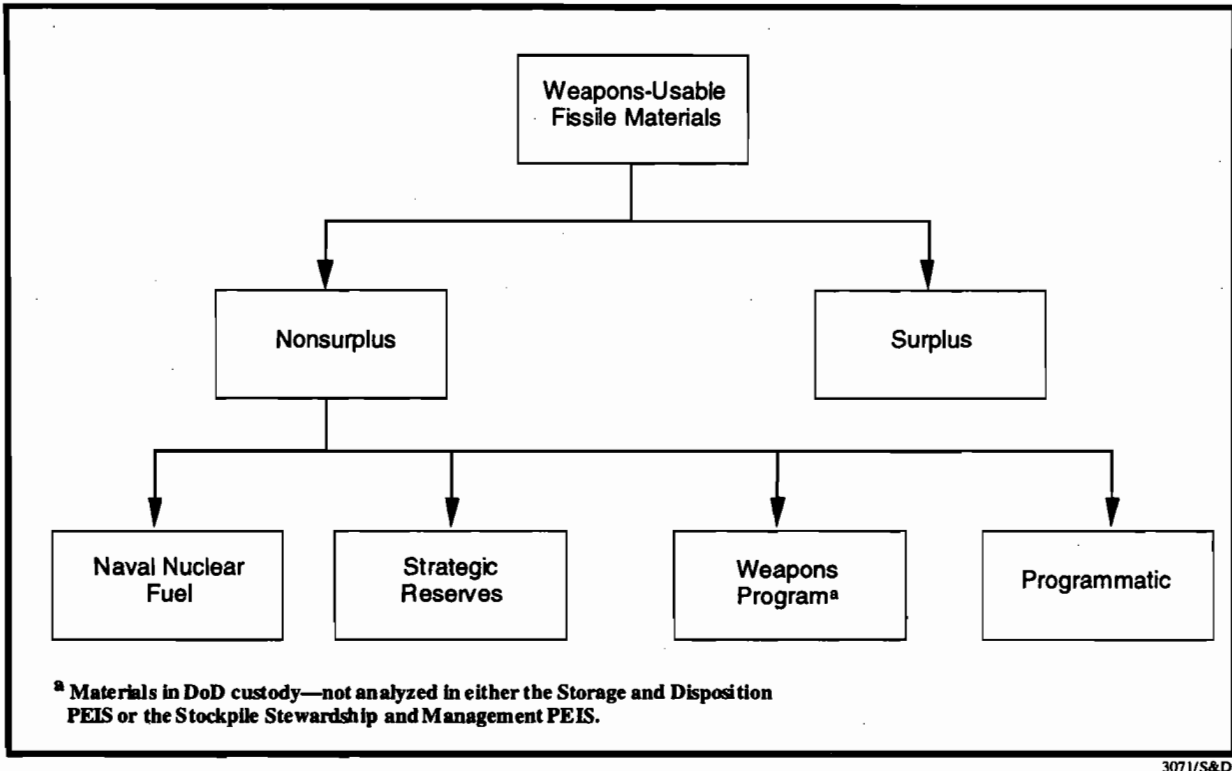 Weapons-Usable
Fissile Materials
Nonsurplus
Surplus
Naval Nuclear
Fuel
Strategic
Reserves
Weapons
Programᵃ
Programmatic
ᵃ Materials in DoD custody—not analyzed in either the Storage and Disposition
PEIS or the Stockpile Stewardship and Management PEIS.
3071/S&D